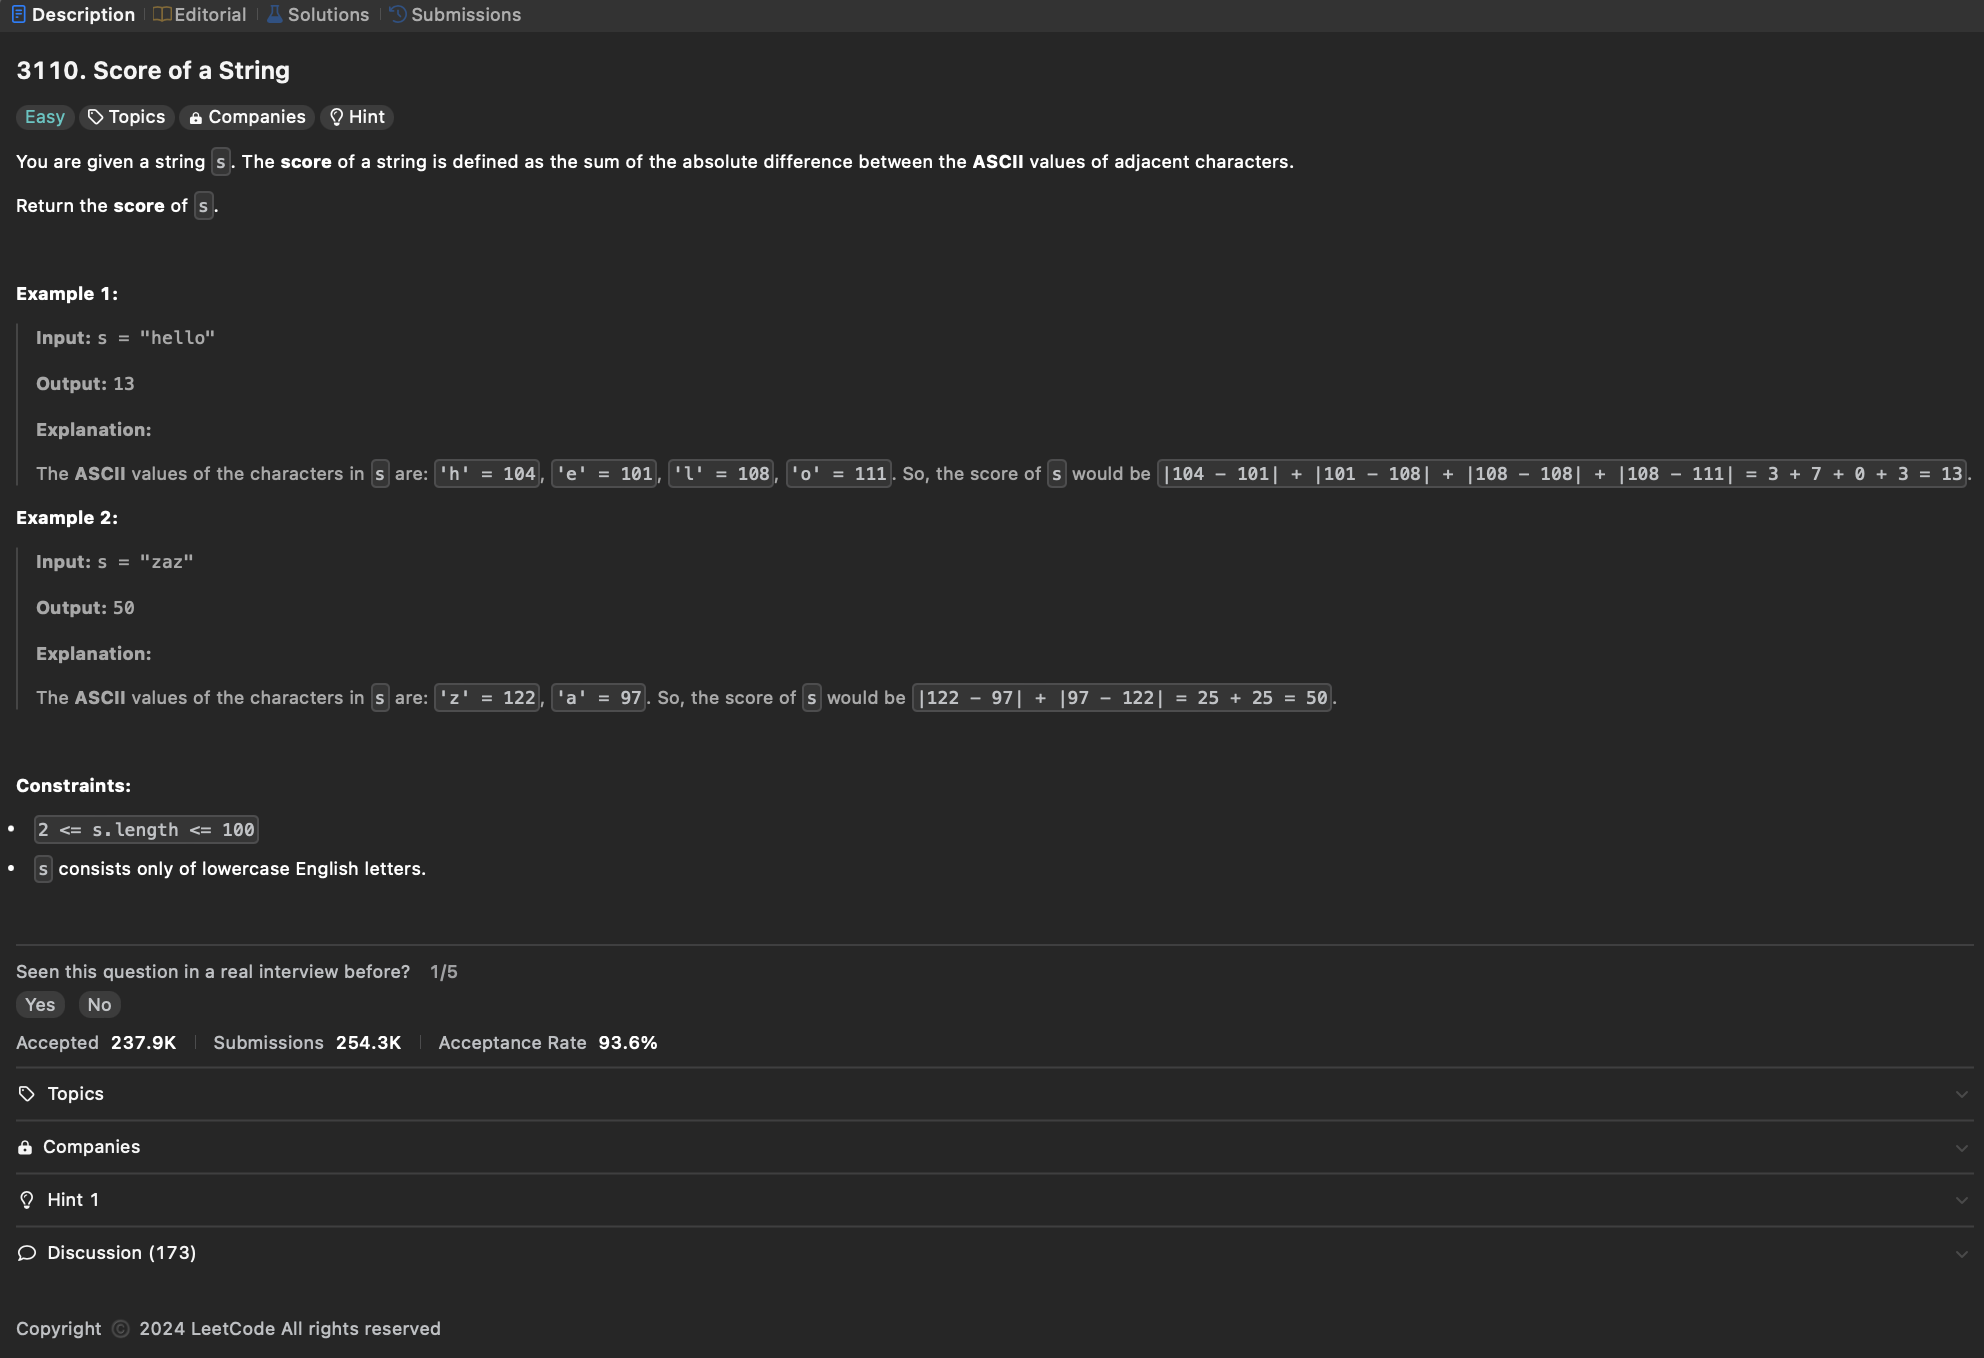 Description Editorial Solutions Submissions
3110. Score of a String
Easy Topics Companies Hint
You are given a string s. The score of a string is defined as the sum of the absolute difference between the ASCII values of adjacent characters.
Return the score of s.
Example 1:
Input: s = "hello"
Output: 13
Explanation:
The ASCII values of the characters in s are: 'h' = 104, 'e' = 101, 'l' = 108, 'o' = 111. So, the score of s would be |104 - 101| + |101 - 108| + |108 - 108| + |108 - 111| = 3 + 7 + 0 + 3 = 13.
Example 2:
Input: s = "zaz"
Output: 50
Explanation:
The ASCII values of the characters in s are: 'z' = 122, 'a' = 97. So, the score of s would be |122 - 97| + |97 - 122| = 25 + 25 = 50.
Constraints:
• 2 <= s.length <= 100
• s consists only of lowercase English letters.
Seen this question in a real interview before? 1/5
Yes No
Accepted 237.9K Submissions 254.3K Acceptance Rate 93.6%
Topics
Companies
Hint 1
Discussion (173)
Copyright © 2024 LeetCode All rights reserved